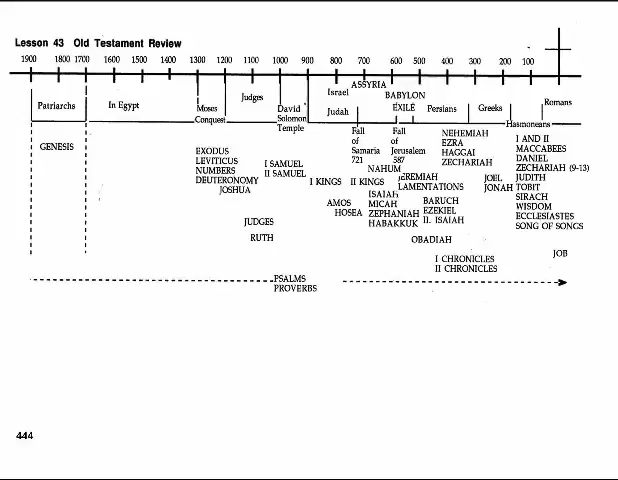 Lesson 43 Old Testament Review
1900 1800 1700 1600 1500 1400 1300 1200 1100 1000 900 800 700 600 500 400 300 200 100
ASSYRIA
Israel BABYLON
Judges EXILE Romans
Patriarchs In Egypt Moses David Judah Persians Greeks
Conquest Solomon Hasmoneans
Temple
Fall of Samaria 721
Fall of Jerusalem 587
GENESIS
EXODUS
LEVITICUS
NUMBERS
DEUTERONOMY
JOSHUA
JUDGES
RUTH
I SAMUEL
II SAMUEL
I KINGS II KINGS
NAHUM
JEREMIAH
LAMENTATIONS
ISAIAH
AMOS MICAH BARUCH
HOSEA ZEPHANIAH EZEKIEL
HABAKKUK II. ISAIAH
OBADIAH
NEHEMIAH
EZRA
HAGGAI
ZECHARIAH
I CHRONICLES
II CHRONICLES
JOEL
JONAH
I AND II
MACCABEES
DANIEL
ZECHARIAH (9-13)
JUDITH
TOBIT
SIRACH
WISDOM
ECCLESIASTES
SONG OF SONGS
JOB
PSALMS
PROVERBS
444